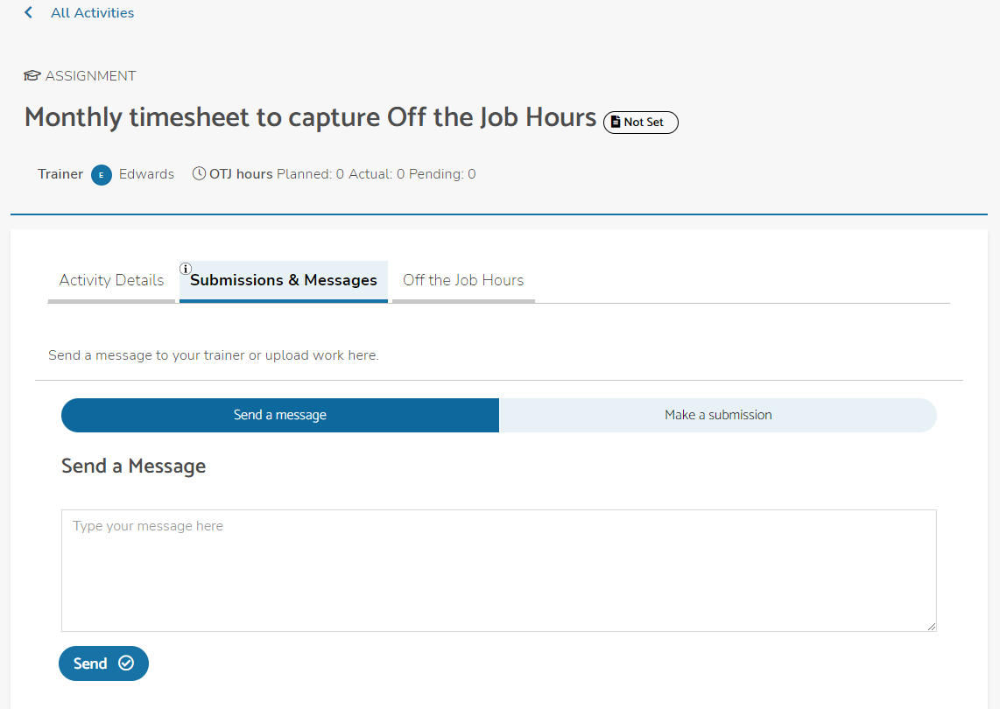 All Activities
ASSIGNMENT
Monthly timesheet to capture Off the Job Hours Not Set
Trainer E Edwards OTJ hours Planned: 0 Actual: 0 Pending: 0
Activity Details Submissions & Messages Off the Job Hours
Send a message to your trainer or upload work here.
Send a message Make a submission
Send a Message
Type your message here
Send